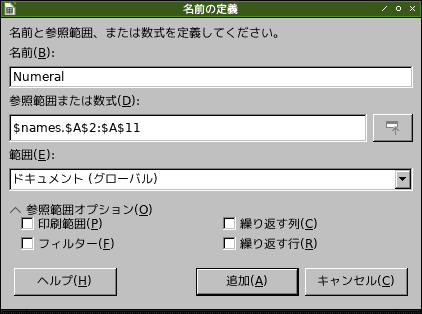 名前の定義
名前と参照範囲、または数式を定義してください。
名前(B):
Numeral
参照範囲または数式(D):
$names.$A$2:$A$11
範囲(E):
ドキュメント (グローバル)
参照範囲オプション(O)
印刷範囲(P) 繰り返す列(C)
フィルター(F) 繰り返す行(R)
ヘルプ(H) 追加(A) キャンセル(C)